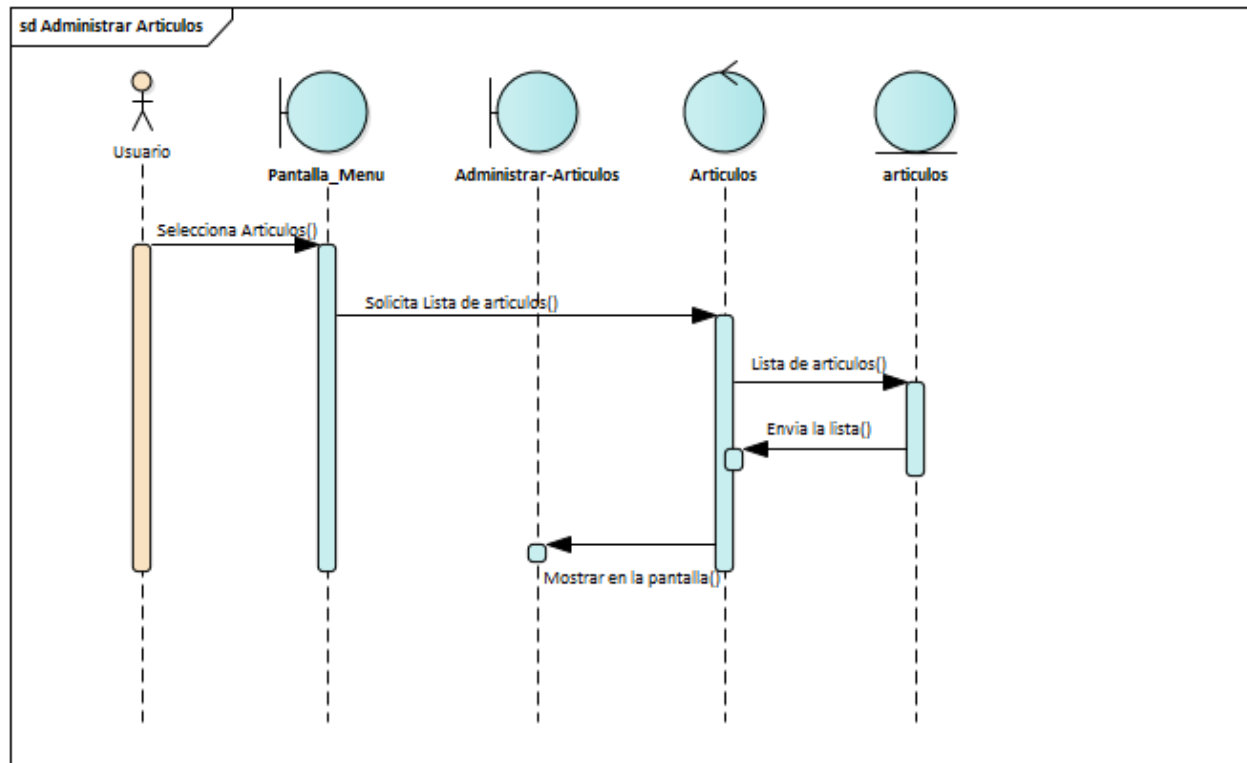 sd Administrar Articulos
Usuario
Pantalla_Menu
Administrar-Articulos
Articulos
articulos
Selecciona Articulos()
Solicita Lista de articulos()
Lista de articulos()
Envia la lista()
Mostrar en la pantalla()